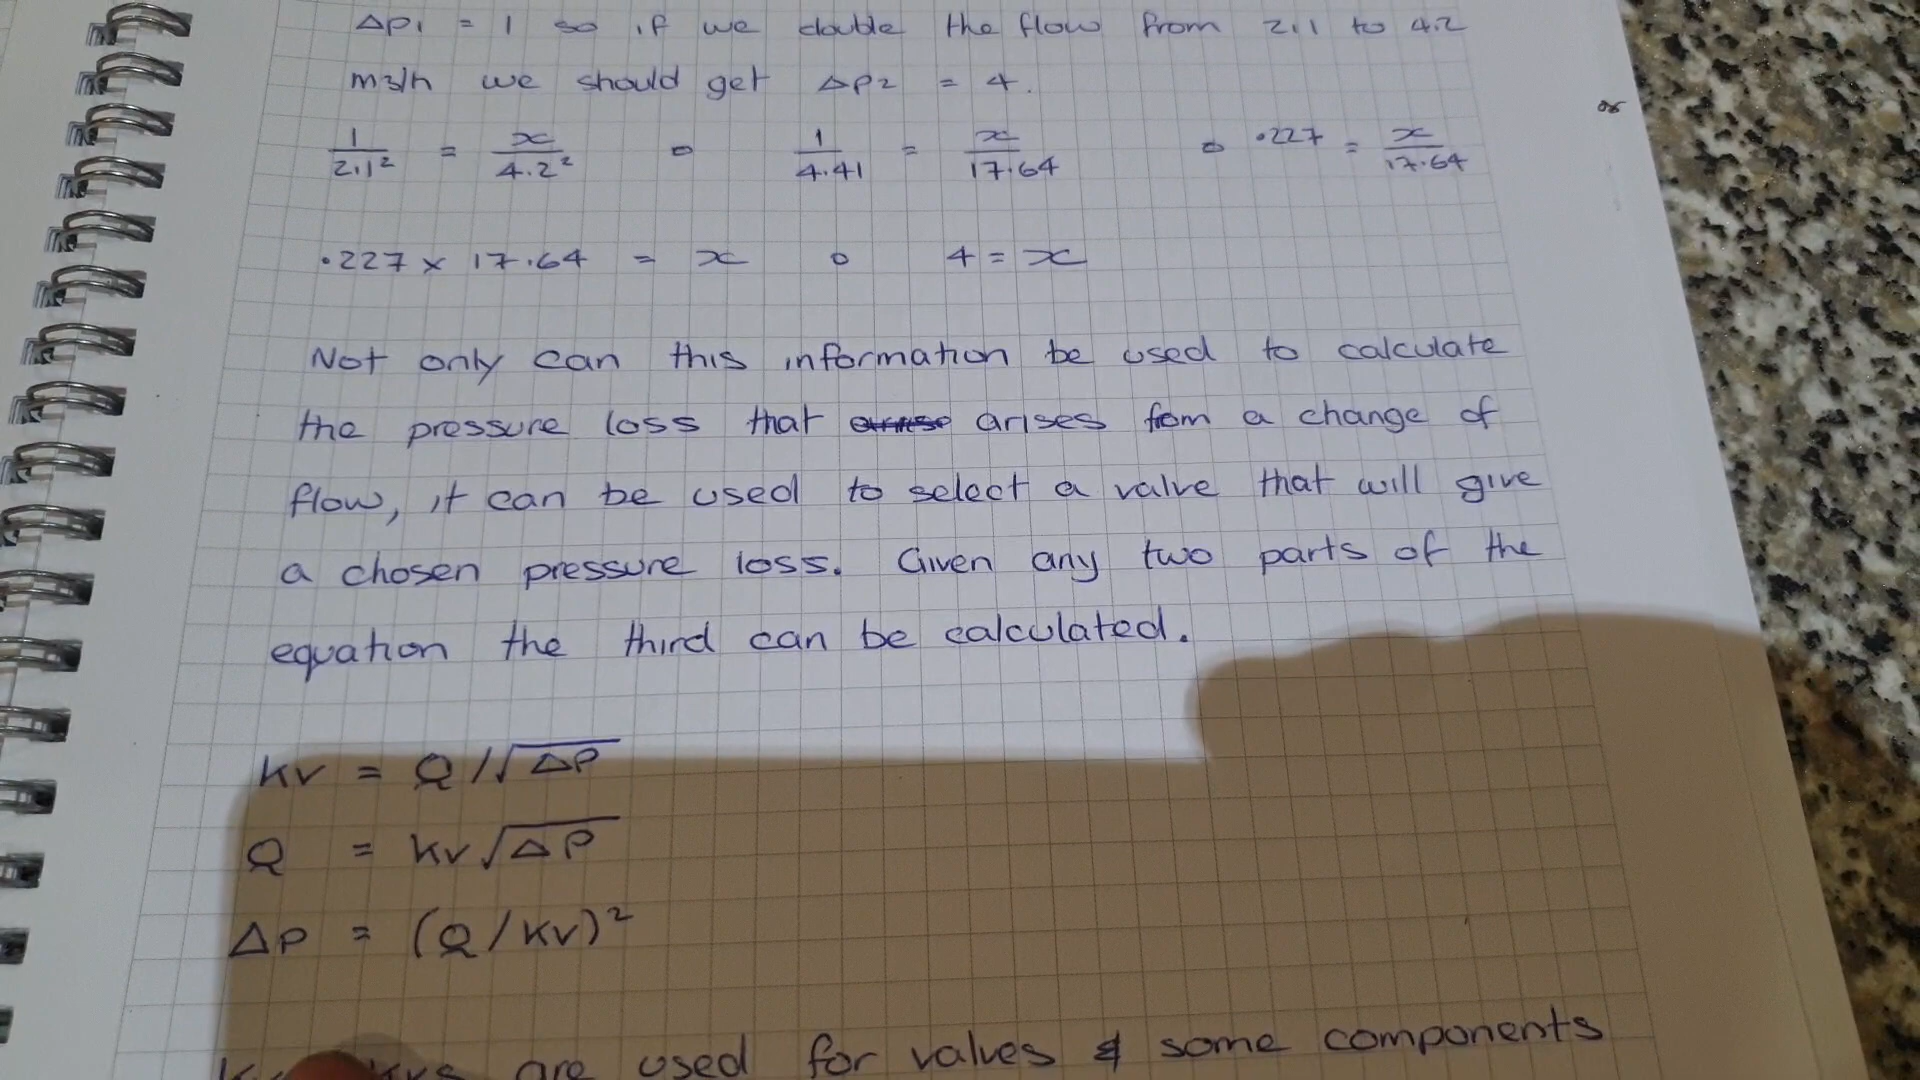 Δp1 = 1 so if we double the flow from 2.1 to 4.2
m3/h we should get Δp2 = 4.
1/2.1² = x/4.2² o 1/4.41 = x/17.64 o .227 = x/17.64
.227 x 17.64 = x o 4 = x
Not only can this information be used to calculate
the pressure loss that arises from a change of
flow, it can be used to select a valve that will give
a chosen pressure loss. Given any two parts of the
equation the third can be calculated.
Kv = Q/√ΔP
Q = Kv√ΔP
ΔP = (Q/Kv)²
are used for valves & some components